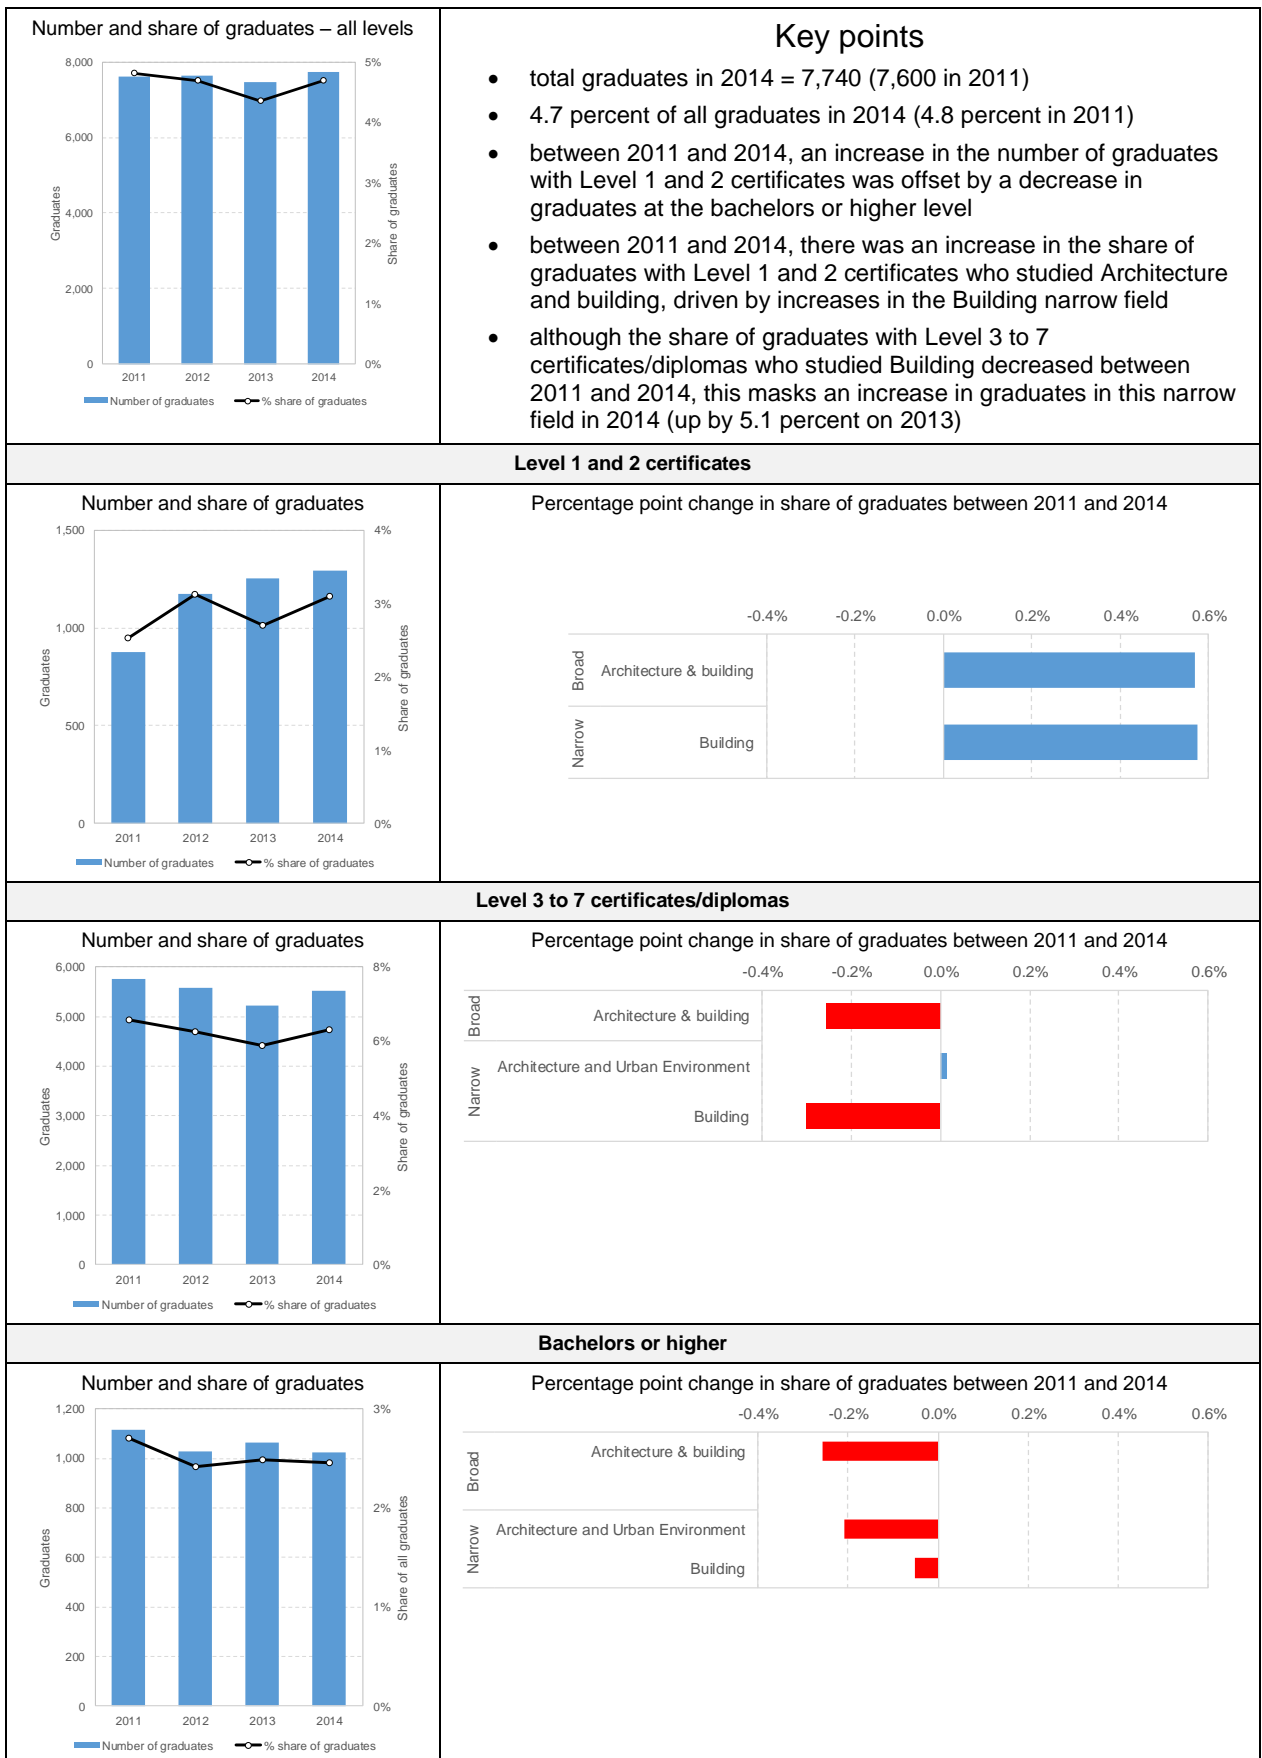 Number and share of graduates – all levels
8,000
6,000
4,000
2,000
0
Graduates
5%
4%
3%
2%
1%
0%
Share of graduates
2011 2012 2013 2014
Number of graduates % share of graduates
Key points
• total graduates in 2014 = 7,740 (7,600 in 2011)
• 4.7 percent of all graduates in 2014 (4.8 percent in 2011)
• between 2011 and 2014, an increase in the number of graduates
with Level 1 and 2 certificates was offset by a decrease in
graduates at the bachelors or higher level
• between 2011 and 2014, there was an increase in the share of
graduates with Level 1 and 2 certificates who studied Architecture
and building, driven by increases in the Building narrow field
• although the share of graduates with Level 3 to 7
certificates/diplomas who studied Building decreased between
2011 and 2014, this masks an increase in graduates in this narrow
field in 2014 (up by 5.1 percent on 2013)
Level 1 and 2 certificates
Number and share of graduates
1,500
1,000
500
0
Graduates
4%
3%
2%
1%
0%
Share of graduates
2011 2012 2013 2014
Number of graduates % share of graduates
Percentage point change in share of graduates between 2011 and 2014
-0.4% -0.2% 0.0% 0.2% 0.4% 0.6%
Broad
Architecture & building
Narrow
Building
Level 3 to 7 certificates/diplomas
Number and share of graduates
6,000
5,000
4,000
3,000
2,000
1,000
0
Graduates
8%
6%
4%
2%
0%
Share of graduates
2011 2012 2013 2014
Number of graduates % share of graduates
Percentage point change in share of graduates between 2011 and 2014
-0.4% -0.2% 0.0% 0.2% 0.4% 0.6%
Broad
Architecture & building
Narrow
Architecture and Urban Environment
Building
Bachelors or higher
Number and share of graduates
1,200
1,000
800
600
400
200
0
Graduates
3%
2%
1%
0%
Share of all graduates
2011 2012 2013 2014
Number of graduates % share of graduates
Percentage point change in share of graduates between 2011 and 2014
-0.4% -0.2% 0.0% 0.2% 0.4% 0.6%
Broad
Architecture & building
Narrow
Architecture and Urban Environment
Building